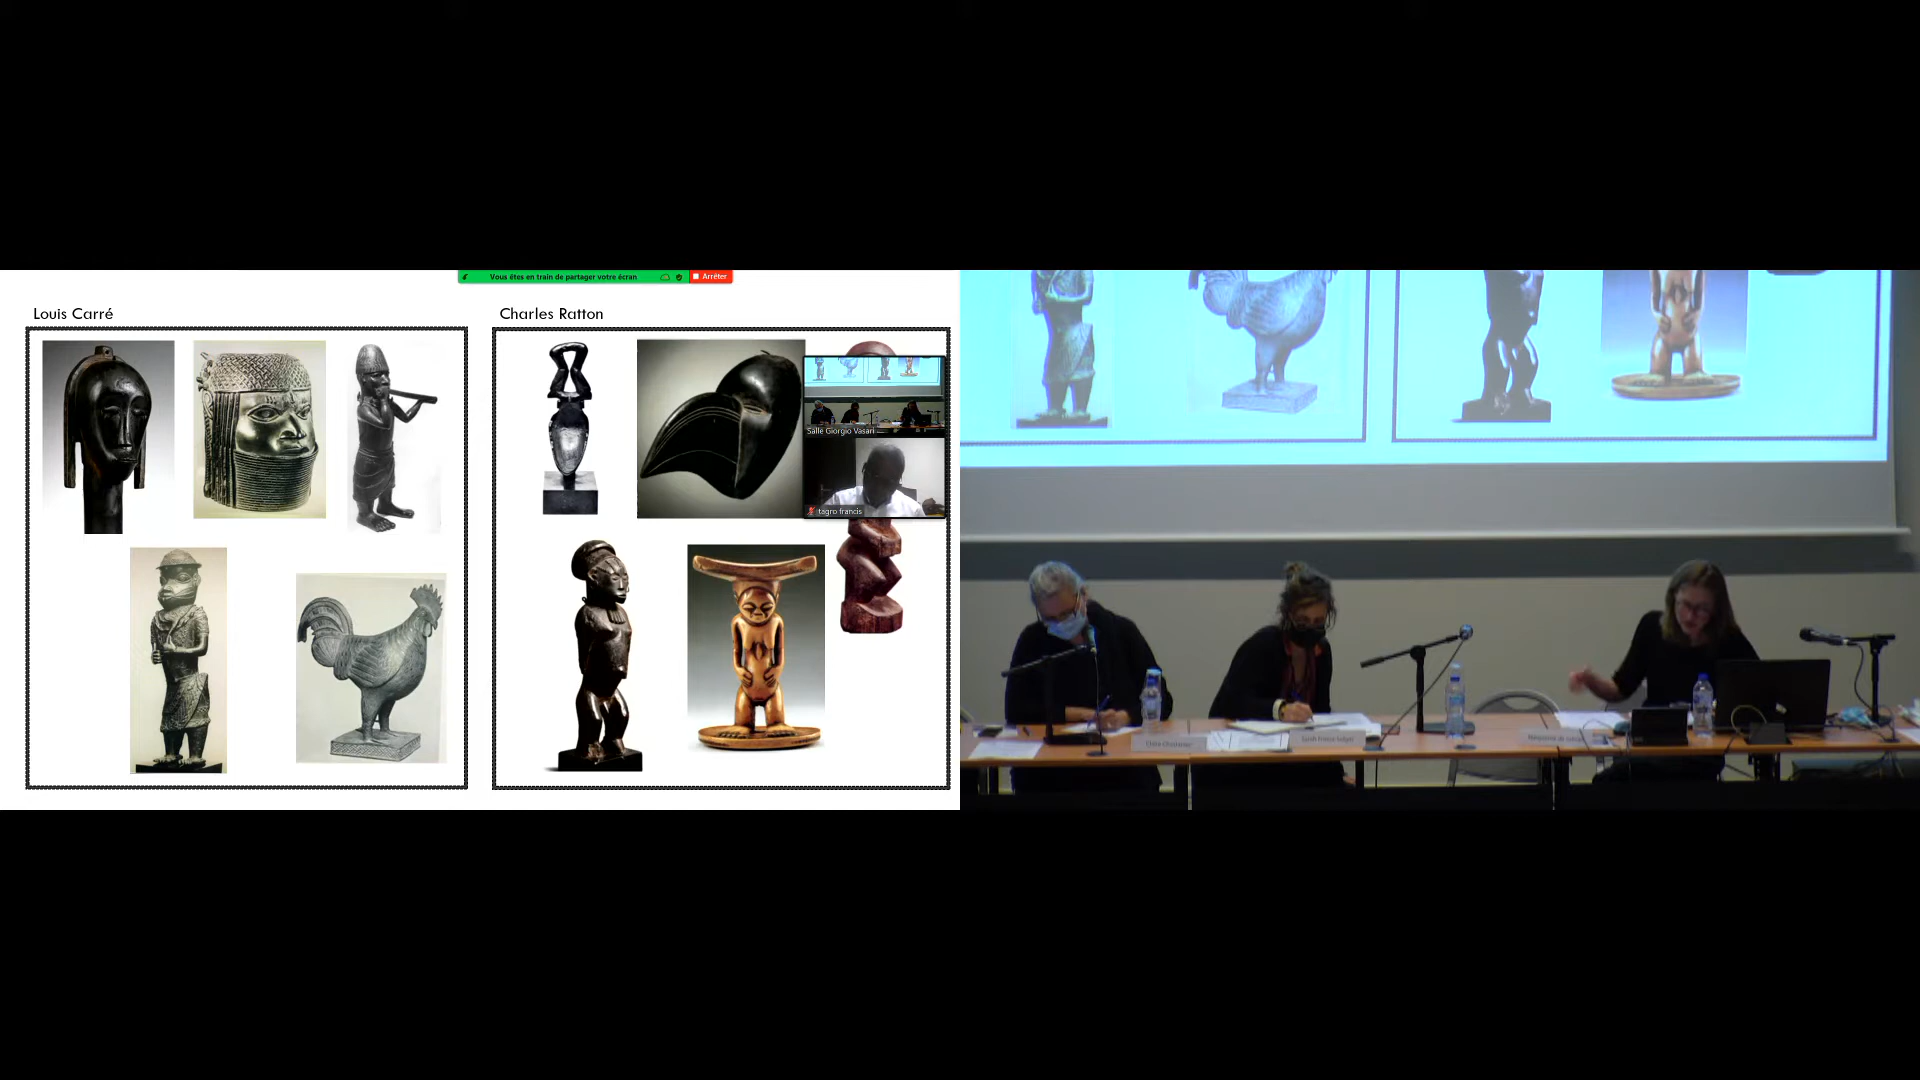 Vous êtes en train de partager votre écran
Arrêter
Louis Carré
Charles Ratton
Salle Giorgio Vasari
tagro francis